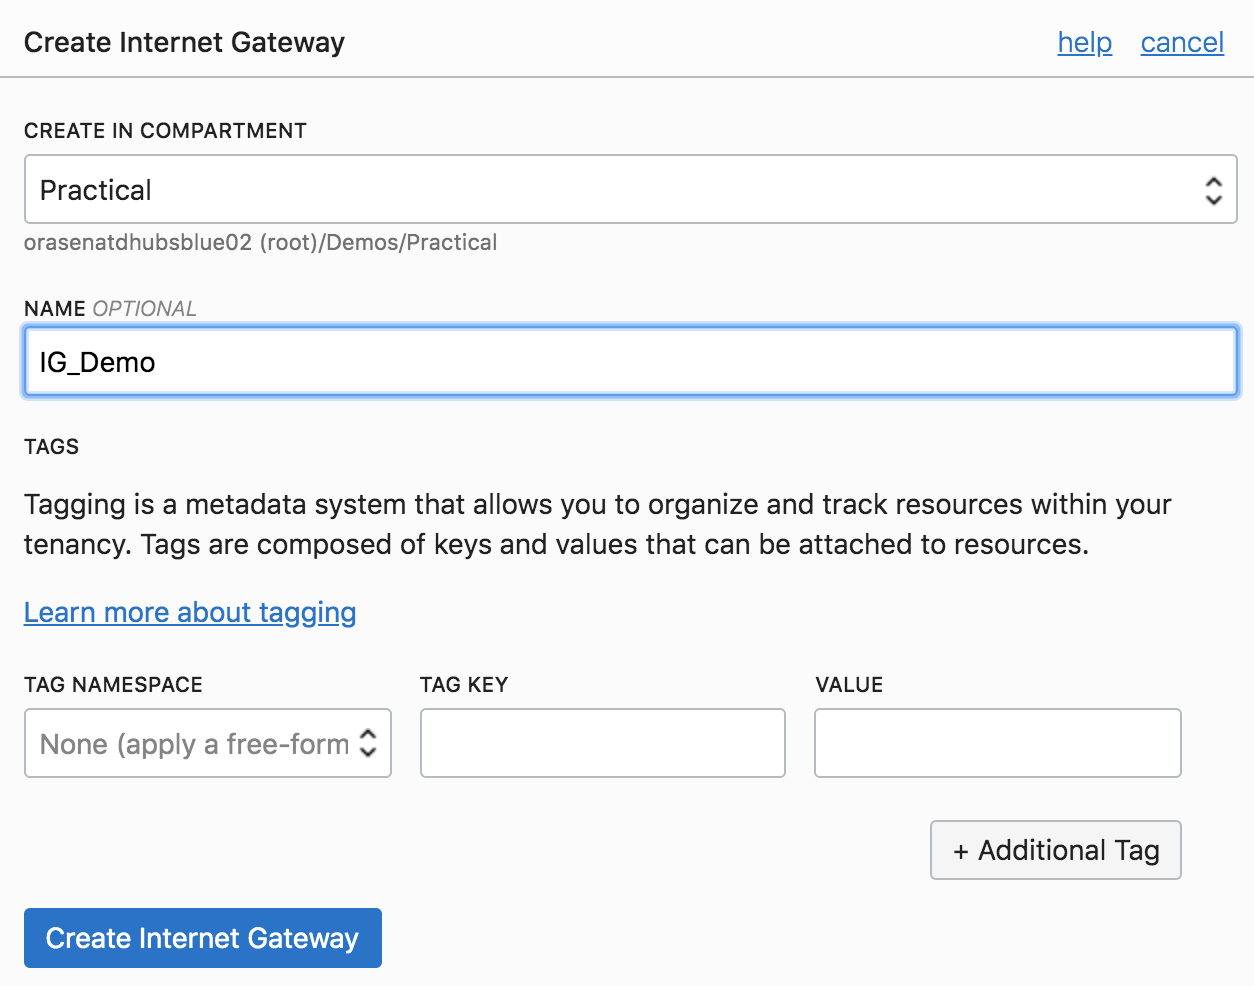 Create Internet Gateway help cancel
CREATE IN COMPARTMENT
Practical
orasenatdhubsblue02 (root)/Demos/Practical
NAME OPTIONAL
IG_Demo
TAGS
Tagging is a metadata system that allows you to organize and track resources within your
tenancy. Tags are composed of keys and values that can be attached to resources.
Learn more about tagging
TAG NAMESPACE TAG KEY VALUE
None (apply a free-form
+ Additional Tag
Create Internet Gateway